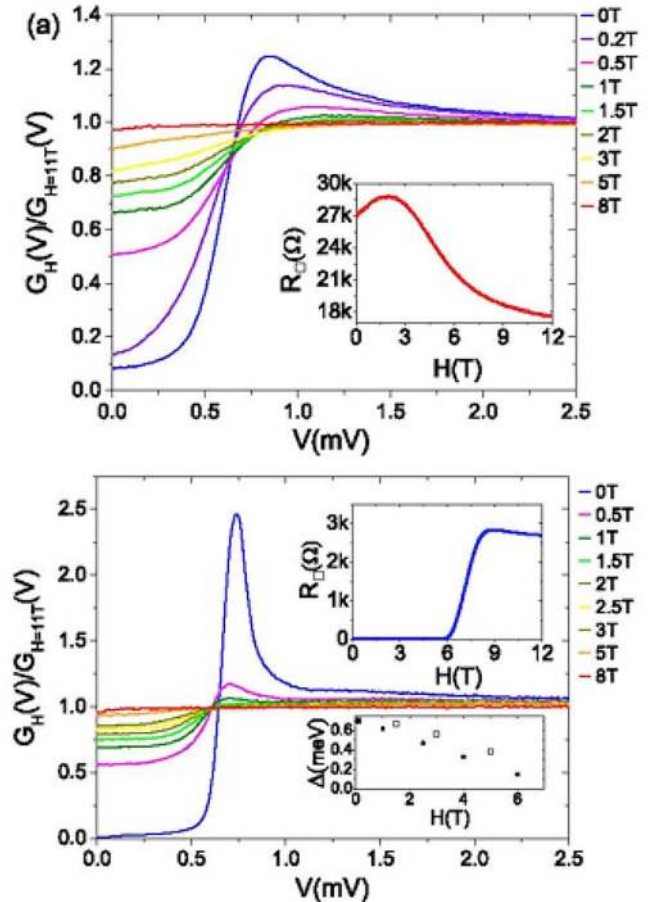 (a)
1.4
1.2
1.0
0.8
0.6
0.4
0.2
0.0
G_H(V)/G_{H=11T}(V)
0T
0.2T
0.5T
1T
1.5T
2T
3T
5T
8T
30k
27k
24k
21k
18k
R□(Ω)
0 3 6 9 12
H(T)
0.0 0.5 1.0 1.5 2.0 2.5
V(mV)
2.5
2.0
1.5
1.0
0.5
0.0
G_H(V)/G_{H=11T}(V)
0T
0.5T
1T
1.5T
2T
2.5T
3T
5T
8T
3k
2k
1k
0
R□(Ω)
0 3 6 9 12
H(T)
0.6
0.4
0.2
0.0
Δ(meV)
0 2 4 6
H(T)
0.0 0.5 1.0 1.5 2.0 2.5
V(mV)